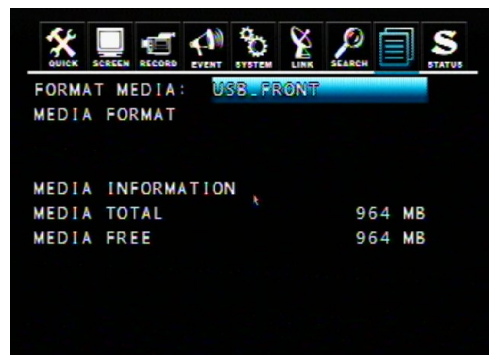 QUICK SCREEN RECORD EVENT SYSTEM LINK SEARCH S STATUS
FORMAT MEDIA: USB_FRONT
MEDIA FORMAT
MEDIA INFORMATION
MEDIA TOTAL 964 MB
MEDIA FREE 964 MB